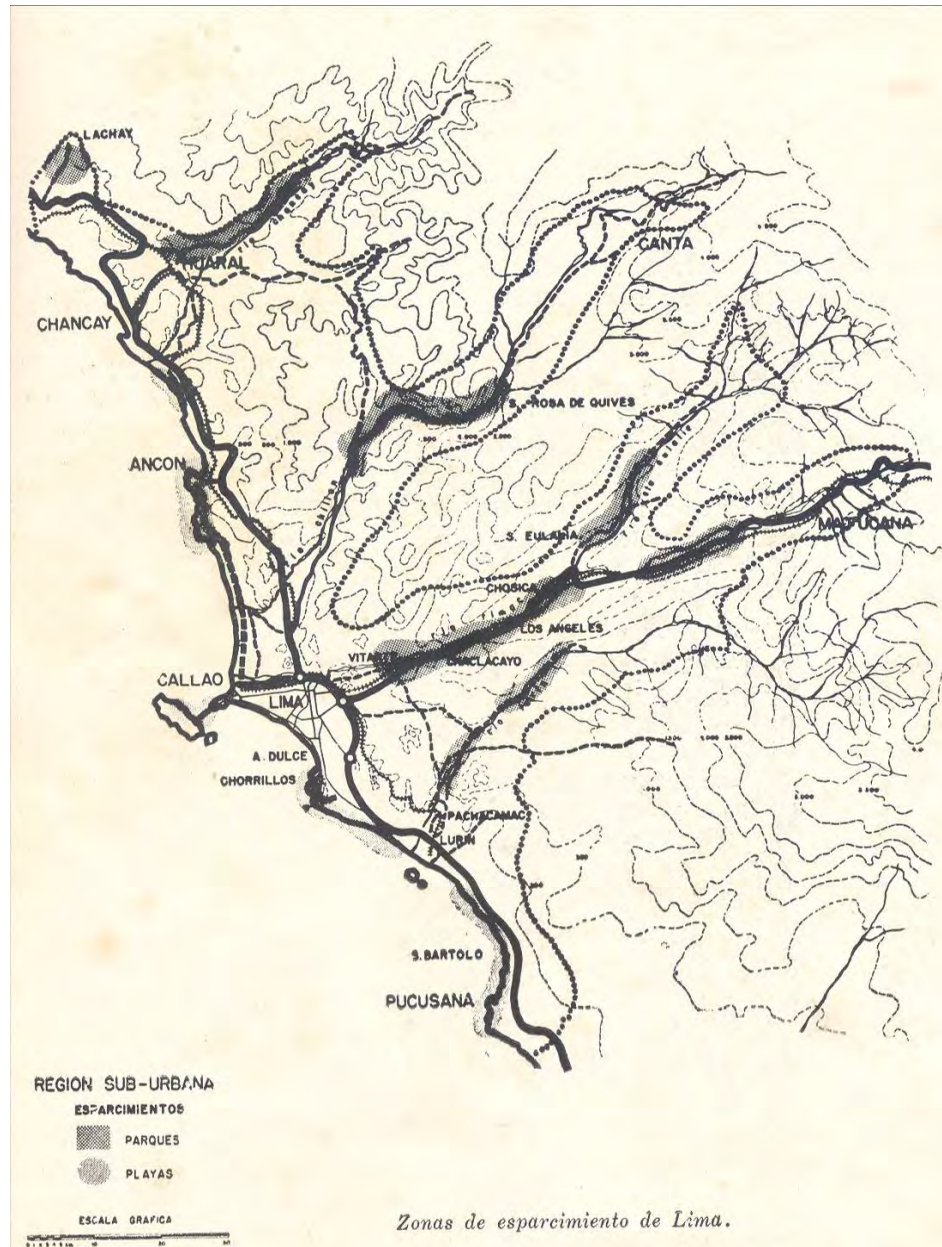 LACHAY
HUARAL
CANTA
CHANCAY
S. ROSA DE QUIVES
ANCON
MATUCANA
S. EULALIA
CHOSICA
LOS ANGELES
VITARTE
CHACLACAYO
CALLAO
LIMA
A. DULCE
CHORRILLOS
PACHACAMAC
LURIN
S. BARTOLO
PUCUSANA
REGION SUB-URBANA
ESPARCIMIENTOS
PARQUES
PLAYAS
ESCALA GRAFICA
Zonas de esparcimiento de Lima.